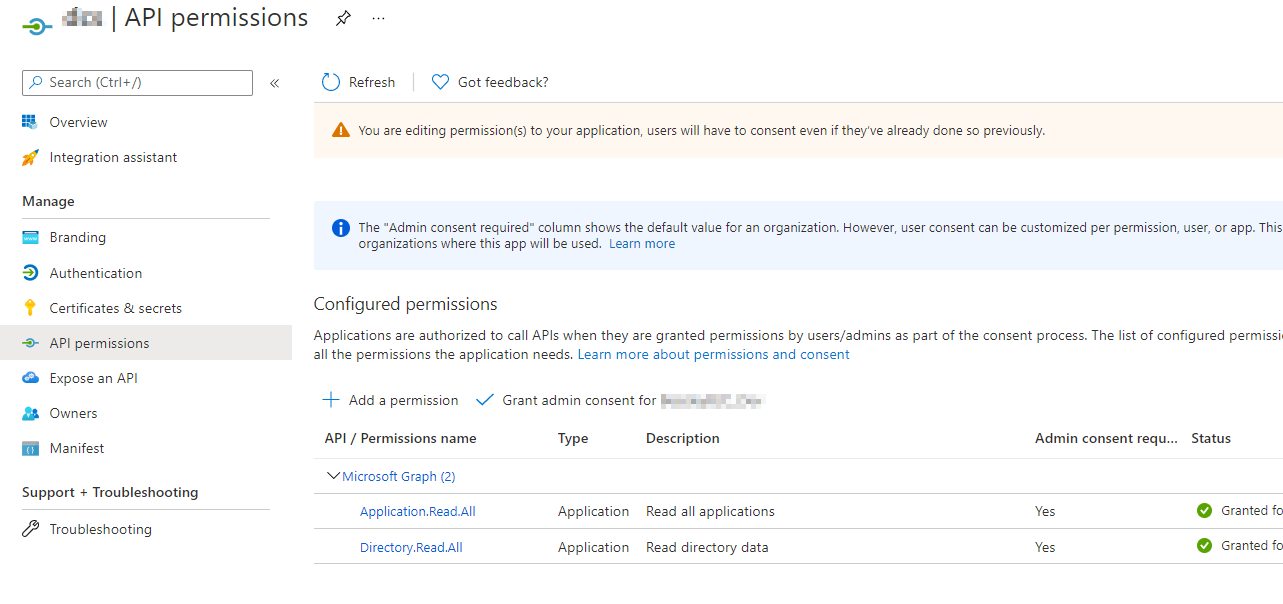 | API permissions
Search (Ctrl+/)
Refresh
Got feedback?
Overview
Integration assistant
Manage
Branding
Authentication
Certificates & secrets
API permissions
Expose an API
Owners
Manifest
Support + Troubleshooting
Troubleshooting
You are editing permission(s) to your application, users will have to consent even if they've already done so previously.
The "Admin consent required" column shows the default value for an organization. However, user consent can be customized per permission, user, or app. This
organizations where this app will be used. Learn more
Configured permissions
Applications are authorized to call APIs when they are granted permissions by users/admins as part of the consent process. The list of configured permissi
all the permissions the application needs. Learn more about permissions and consent
Add a permission
Grant admin consent for
API / Permissions name Type Description Admin consent requ... Status
Microsoft Graph (2)
Application.Read.All Application Read all applications Yes Granted fo
Directory.Read.All Application Read directory data Yes Granted fo